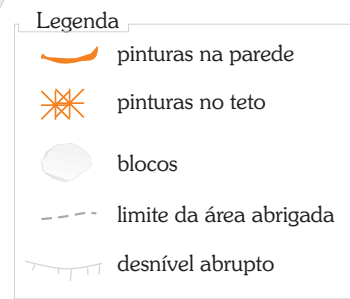 Legenda
pinturas na parede
pinturas no teto
blocos
limite da área abrigada
desnível abrupto